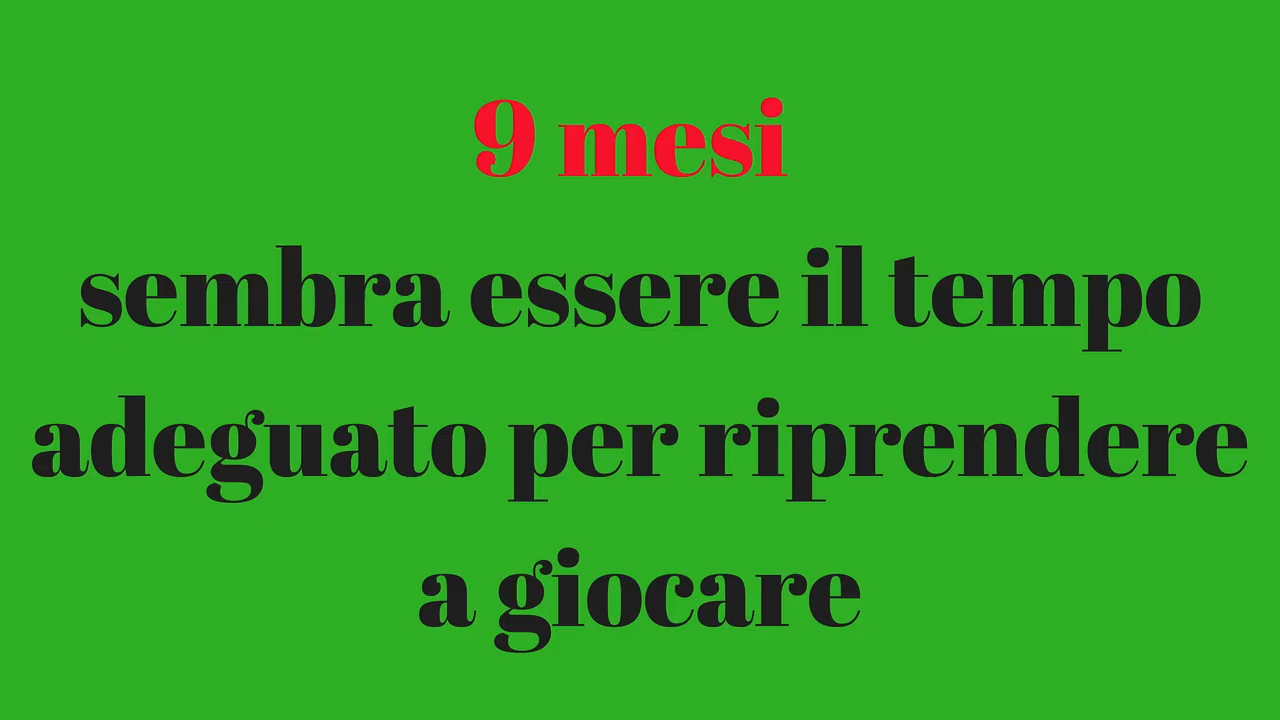 9 mesi
sembra essere il tempo
adeguato per riprendere
a giocare